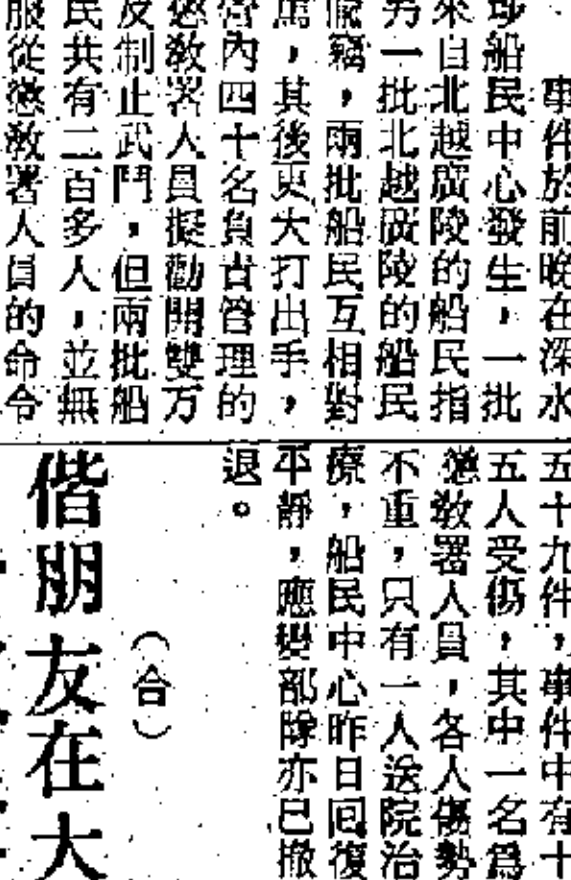 事件於前晚在深水
埗船民中心發生，一批
來自北越廣陵的船民指
另一批北越廣陵的船民
偷竊，兩批船民互相對
罵，其後更大打出手，
營內四十名負責管理的
懲教署人員擬勸開雙方
及制止武鬥，但兩批船
民共有二百多人，並無
服從懲教署人員的命令
五十九件，事件中有十
五人受傷，其中一名為
懲教署人員，各人傷勢
不重，只有一人送院治
療，船民中心昨日回復
平靜，應變部隊亦已撤
退。
（合）
偕朋友在大